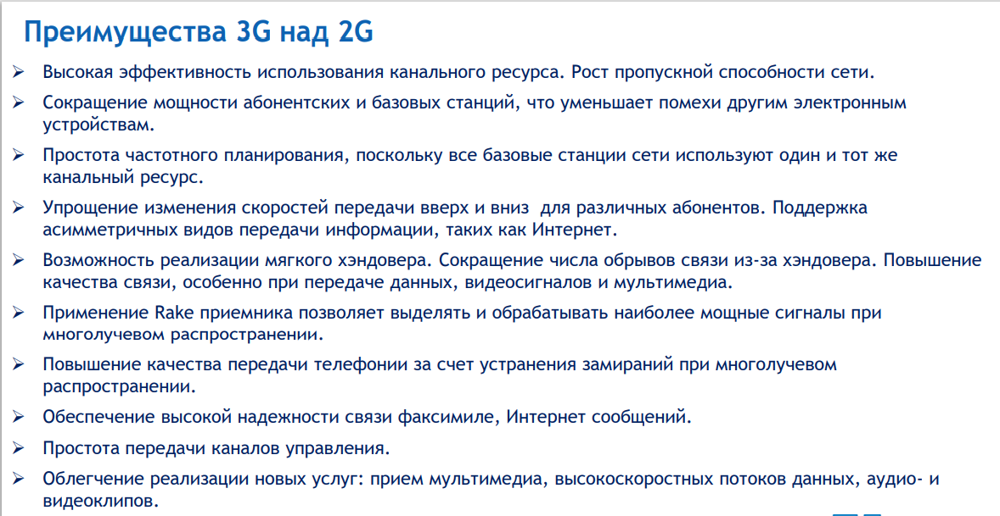 Преимущества 3G над 2G
➢ Высокая эффективность использования канального ресурса. Рост пропускной способности сети.
➢ Сокращение мощности абонентских и базовых станций, что уменьшает помехи другим электронным
устройствам.
➢ Простота частотного планирования, поскольку все базовые станции сети используют один и тот же
канальный ресурс.
➢ Упрощение изменения скоростей передачи вверх и вниз для различных абонентов. Поддержка
асимметричных видов передачи информации, таких как Интернет.
➢ Возможность реализации мягкого хэндовера. Сокращение числа обрывов связи из-за хэндовера. Повышение
качества связи, особенно при передаче данных, видеосигналов и мультимедиа.
➢ Применение Rake приемника позволяет выделять и обрабатывать наиболее мощные сигналы при
многолучевом распространении.
➢ Повышение качества передачи телефонии за счет устранения замираний при многолучевом
распространении.
➢ Обеспечение высокой надежности связи факсимиле, Интернет сообщений.
➢ Простота передачи каналов управления.
➢ Облегчение реализации новых услуг: прием мультимедиа, высокоскоростных потоков данных, аудио- и
видеоклипов.